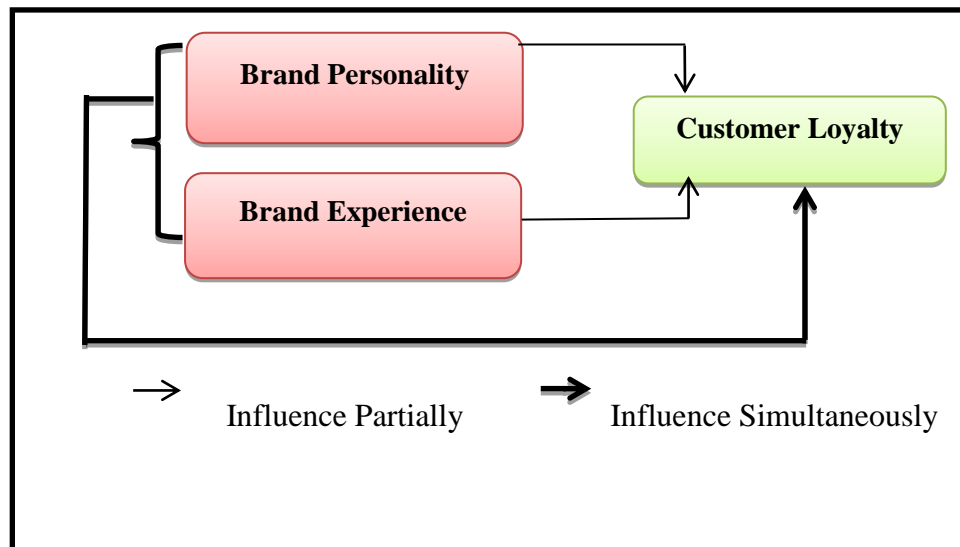 Brand Personality
Customer Loyalty
Brand Experience
Influence Partially
Influence Simultaneously